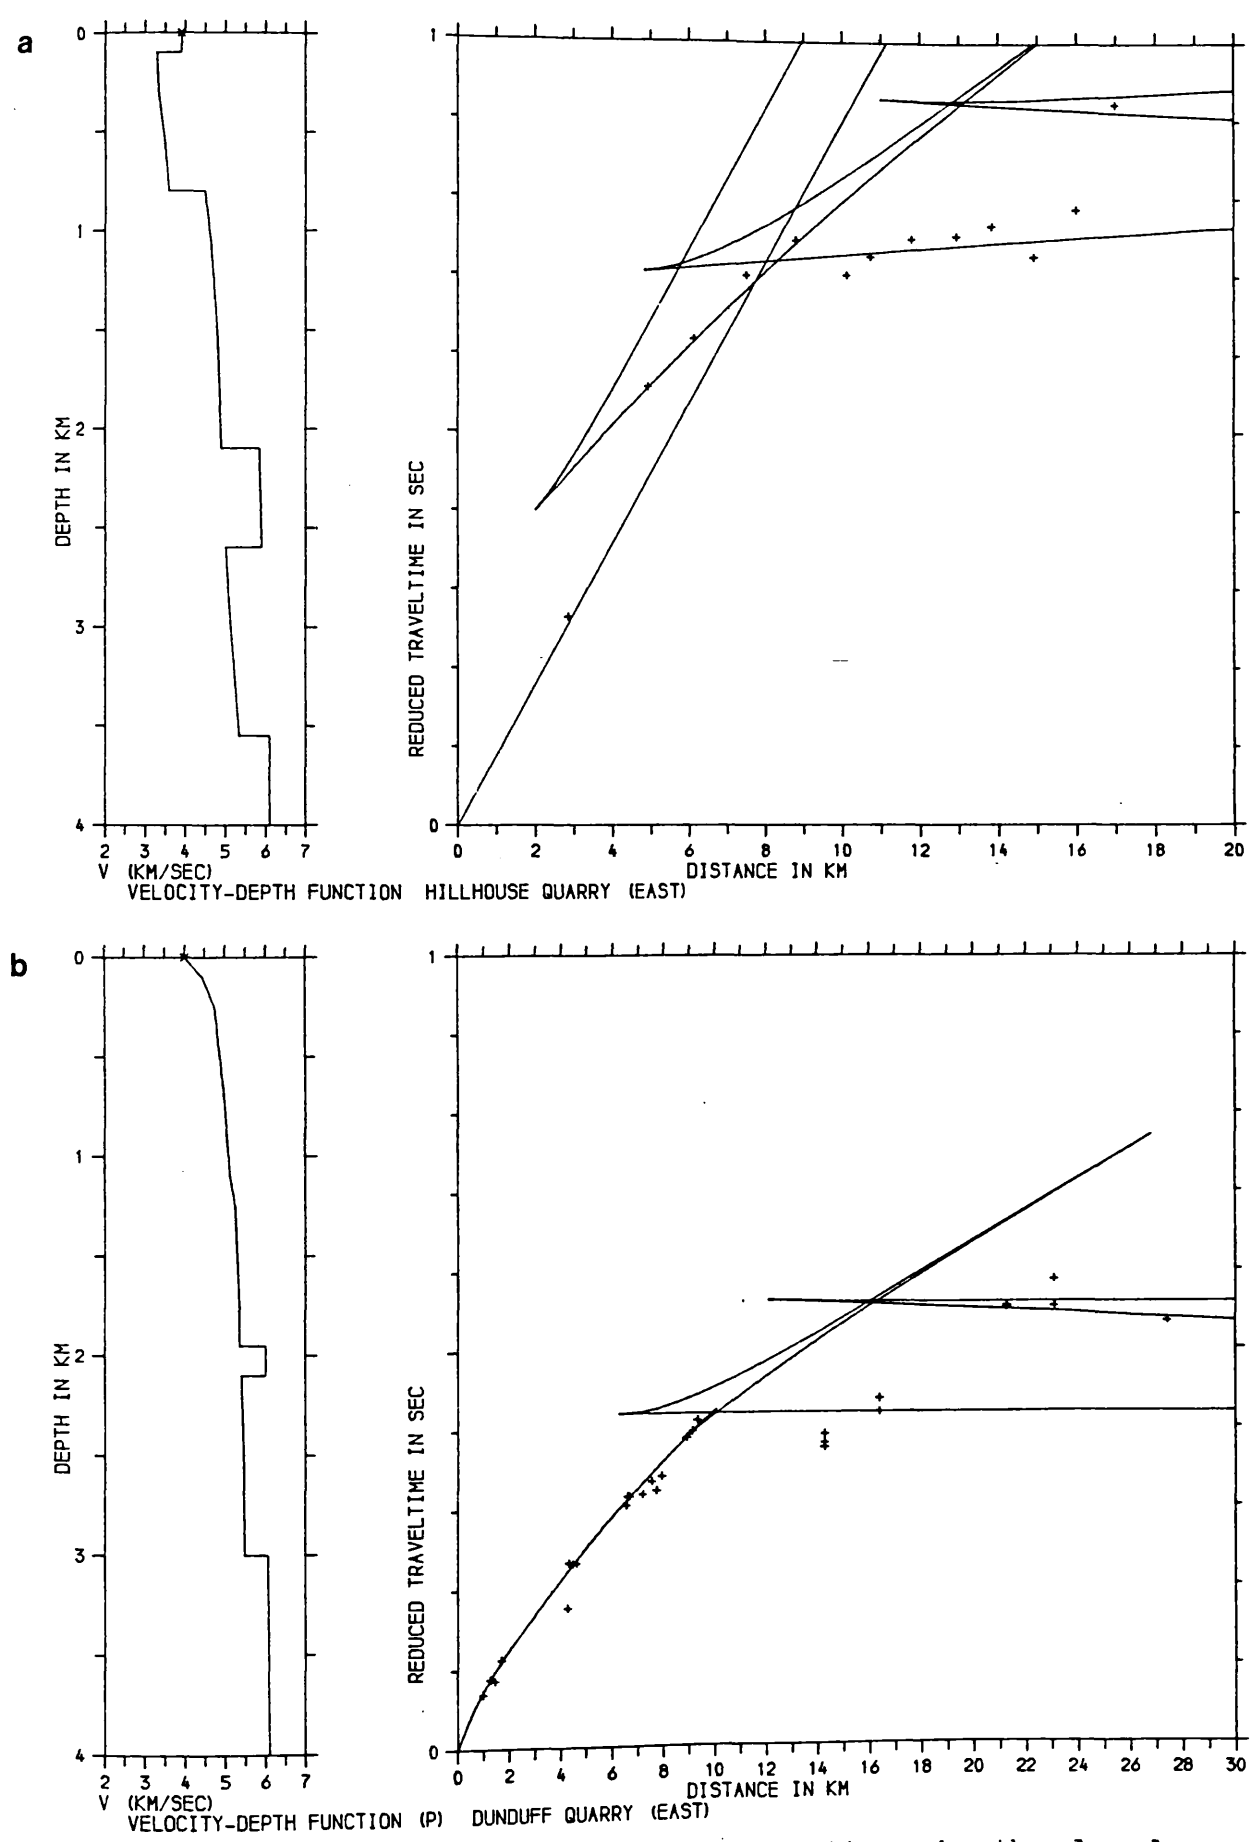 a
0
1
2
3
4
DEPTH IN KM
2 3 4 5 6 7
V (KM/SEC)
1
0
REDUCED TRAVELTIME IN SEC
0 2 4 6 8 10 12 14 16 18 20
DISTANCE IN KM
VELOCITY-DEPTH FUNCTION HILLHOUSE QUARRY (EAST)
b
0
1
2
3
4
DEPTH IN KM
2 3 4 5 6 7
V (KM/SEC)
1
0
REDUCED TRAVELTIME IN SEC
0 2 4 6 8 10 12 14 16 18 20 22 24 26 28 30
DISTANCE IN KM
VELOCITY-DEPTH FUNCTION (P) DUNDUFF QUARRY (EAST)